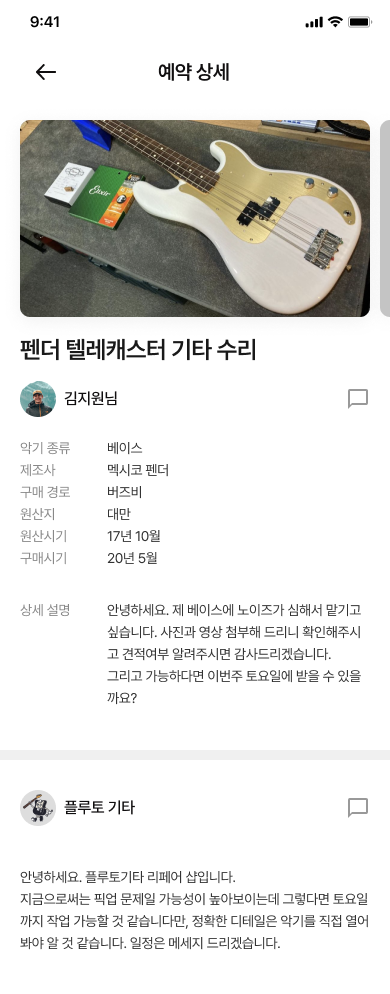 9:41
예약 상세
Elixir
펜더 텔레캐스터 기타 수리
김지원님
악기 종류 베이스
제조사 멕시코 펜더
구매 경로 버즈비
원산지 대만
원산시기 17년 10월
구매시기 20년 5월
상세 설명 안녕하세요. 제 베이스에 노이즈가 심해서 맡기고
싶습니다. 사진과 영상 첨부해 드리니 확인해주시
고 견적여부 알려주시면 감사드리겠습니다.
그리고 가능하다면 이번주 토요일에 받을 수 있을
까요?
플루토 기타
안녕하세요. 플루토기타 리페어 샵입니다.
지금으로써는 픽업 문제일 가능성이 높아보이는데 그렇다면 토요일
까지 작업 가능할 것 같습니다만, 정확한 디테일은 악기를 직접 열어
봐야 알 것 같습니다. 일정은 메세지 드리겠습니다.